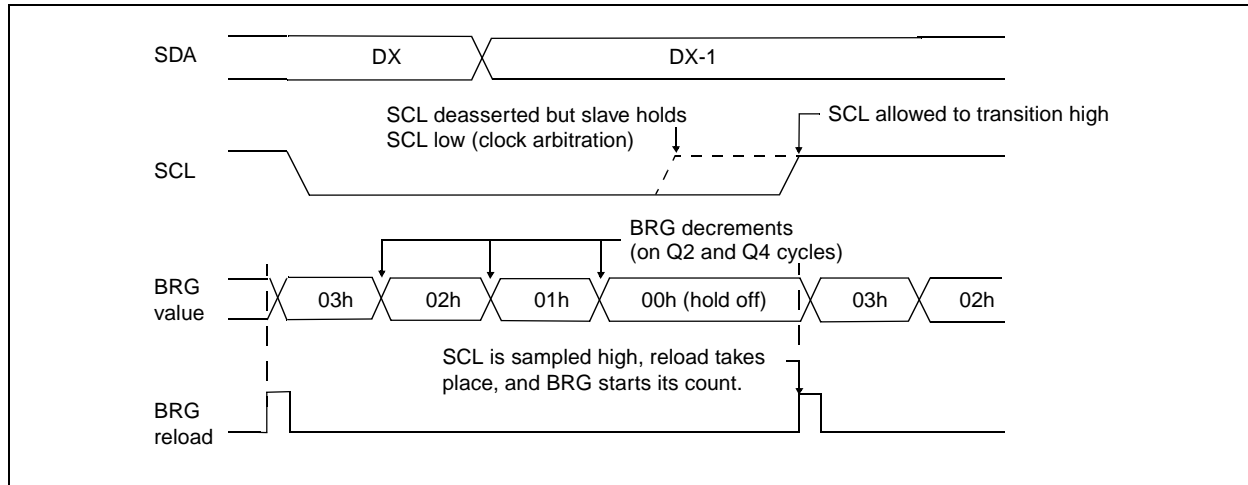 SDA
DX
DX-1
SCL deasserted but slave holds
SCL low (clock arbitration)
SCL allowed to transition high
SCL
BRG decrements
(on Q2 and Q4 cycles)
BRG
value
03h
02h
01h
00h (hold off)
03h
02h
SCL is sampled high, reload takes
place, and BRG starts its count.
BRG
reload